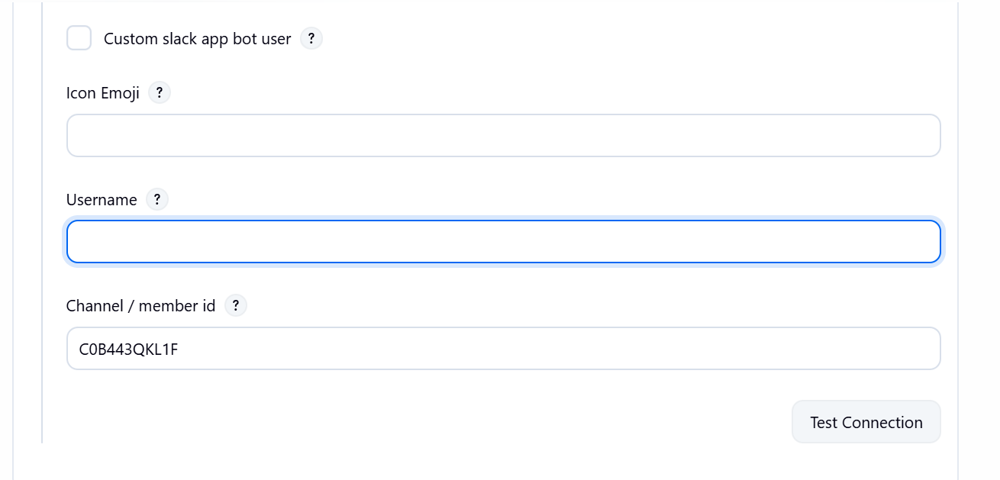 Custom slack app bot user ?
Icon Emoji ?
Username ?
Channel / member id ?
C0B443QKL1F
Test Connection